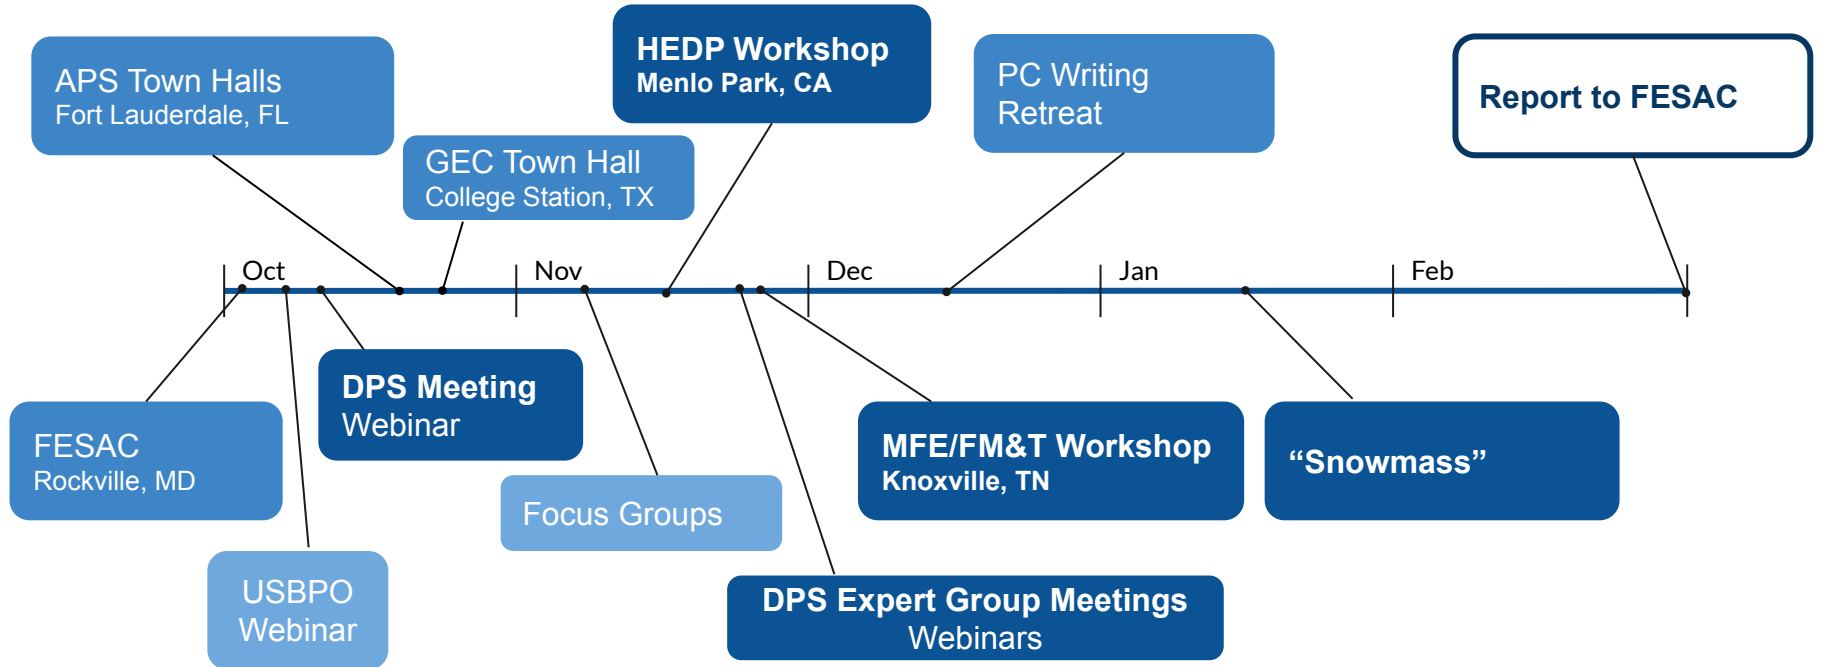 APS Town Halls
Fort Lauderdale, FL
GEC Town Hall
College Station, TX
HEDP Workshop
Menlo Park, CA
PC Writing
Retreat
Report to FESAC
Oct
Nov
Dec
Jan
Feb
FESAC
Rockville, MD
USBPO
Webinar
DPS Meeting
Webinar
Focus Groups
DPS Expert Group Meetings
Webinars
MFE/FM&T Workshop
Knoxville, TN
“Snowmass”